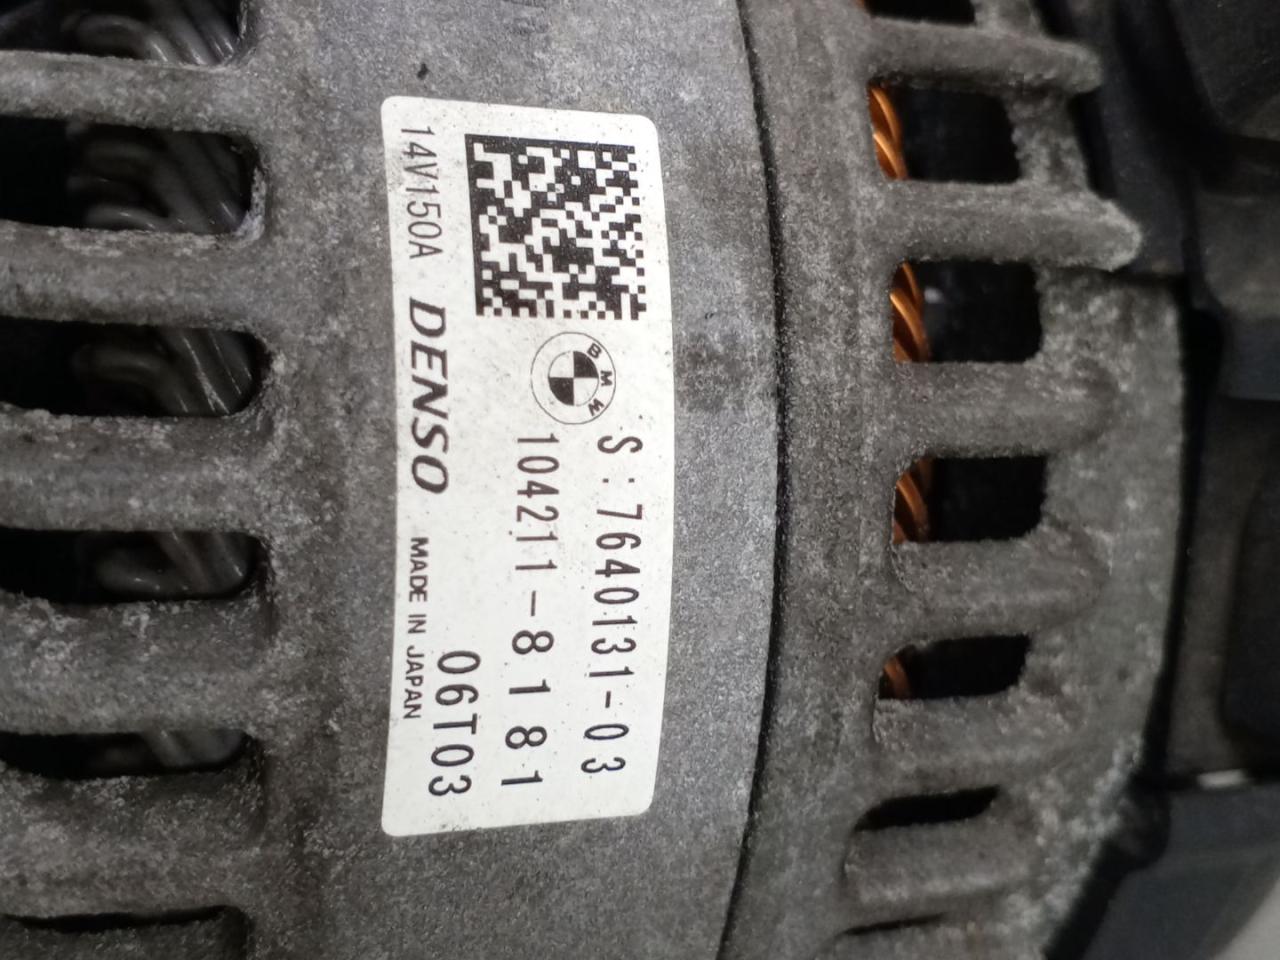 BMW
S:7640131-03
104211-8181
06T03
14V150A DENSO MADE IN JAPAN